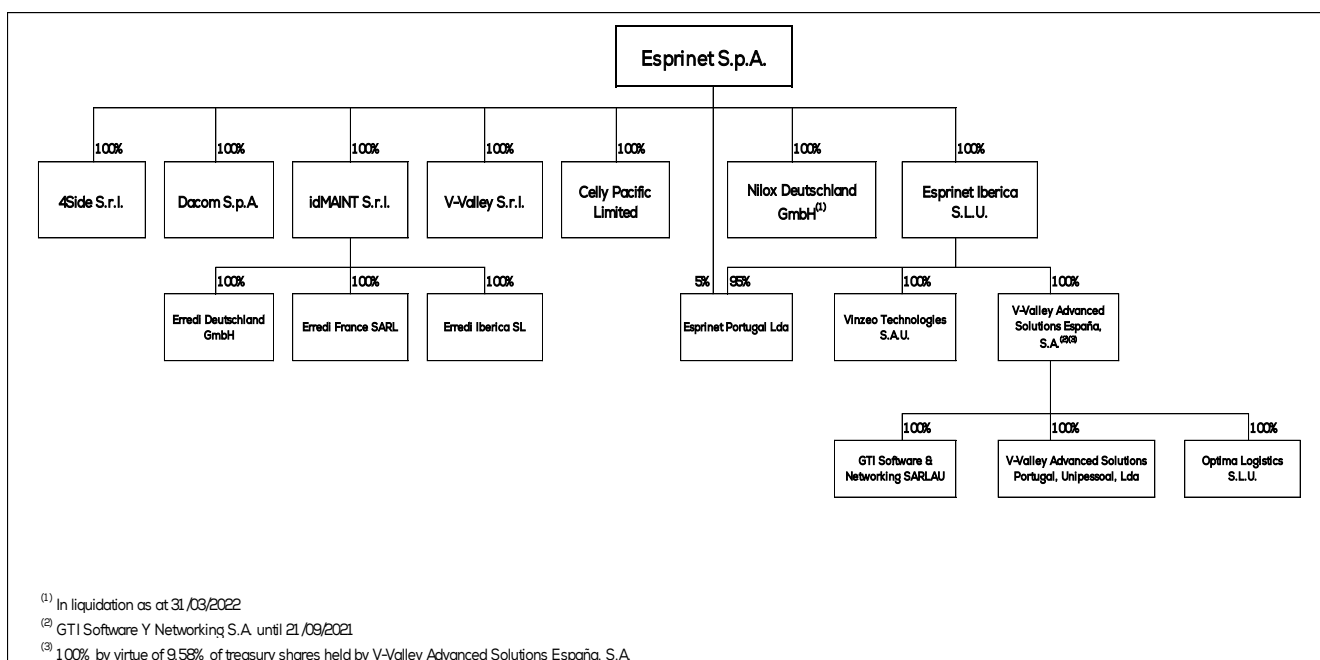 Esprinet S.p.A.
100%
100%
100%
100%
100%
100%
100%
4Side S.r.l.
Dacom S.p.A.
idMAINT S.r.l.
V-Valley S.r.l.
Celly Pacific
Limited
Nilox Deutschland
GmbH(1)
Esprinet Iberica
S.L.U.
100%
100%
100%
5%
95%
100%
100%
Erredi Deutschland
GmbH
Erredi France SARL
Erredi Iberica SL
Esprinet Portugal Lda
Vinzeo Technologies
S.A.U.
V-Valley Advanced
Solutions España,
S.A.(2)(3)
100%
100%
100%
GTI Software &
Networking SARLAU
V-Valley Advanced Solutions
Portugal, Unipessoal, Lda
Optima Logistics
S.L.U.
(1) In liquidation as at 31/03/2022
(2) GTI Software Y Networking S.A. until 21/09/2021
(3) 100% by virtue of 9.58% of treasury shares held by V-Valley Advanced Solutions España, S.A.